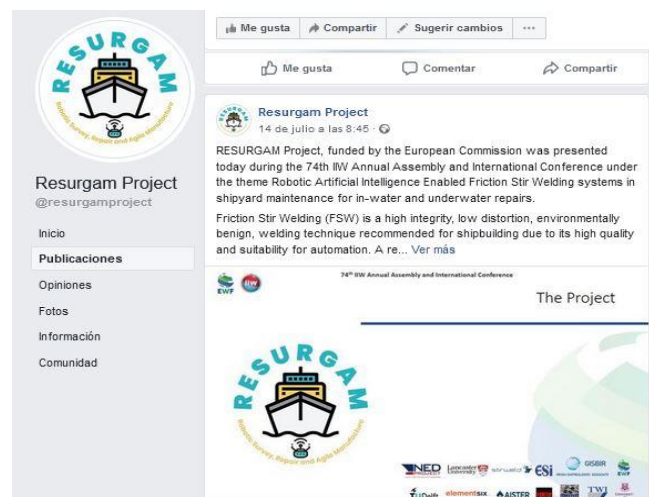 Me gusta Compartir Sugerir cambios ...
Me gusta Comentar Compartir
RESURGAM
Robotic Survey, Repair and Agile Manufacture
Resurgam Project
@resurgamproject
Inicio
Publicaciones
Opiniones
Fotos
Información
Comunidad
Resurgam Project
14 de julio a las 8:45 ·
RESURGAM Project, funded by the European Commission was presented
today during the 74th IIW Annual Assembly and International Conference under
the theme Robotic Artificial Intelligence Enabled Friction Stir Welding systems in
shipyard maintenance for in-water and underwater repairs.
Friction Stir Welding (FSW) is a high integrity, low distortion, environmentally
benign, welding technique recommended for shipbuilding due to its high quality
and suitability for automation. A re... Ver más
EWF IIW
74th IIW Annual Assembly and International Conference
The Project
RESURGAM
Robotic Survey, Repair and Agile Manufacture
NED PROJECT Lancaster University ESi GISBIR EWF
TUDelft elementsix AISTER TWI